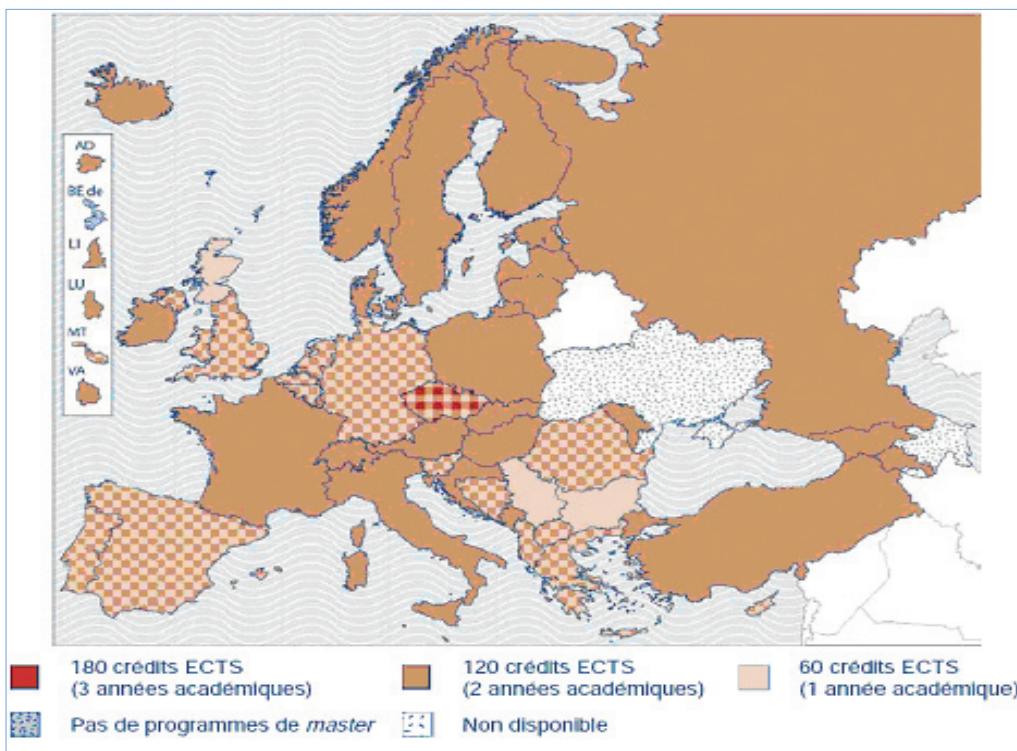 AD
BE de
LI
LU
MT
VA
180 crédits ECTS
(3 années académiques)
120 crédits ECTS
(2 années académiques)
60 crédits ECTS
(1 année académique)
Pas de programmes de master
Non disponible